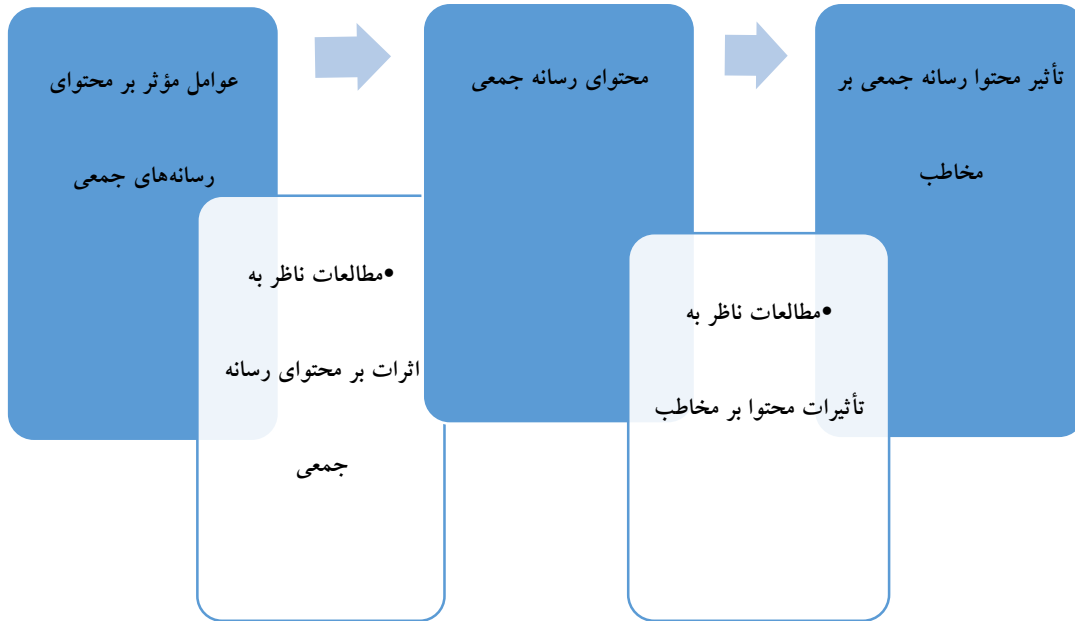 عوامل مؤثر بر محتوای
رسانه‌های جمعی
•مطالعات ناظر به
اثرات بر محتوای رسانه
جمعی
محتوای رسانه جمعی
•مطالعات ناظر به
تأثیرات محتوا بر مخاطب
تأثیر محتوا رسانه جمعی بر
مخاطب